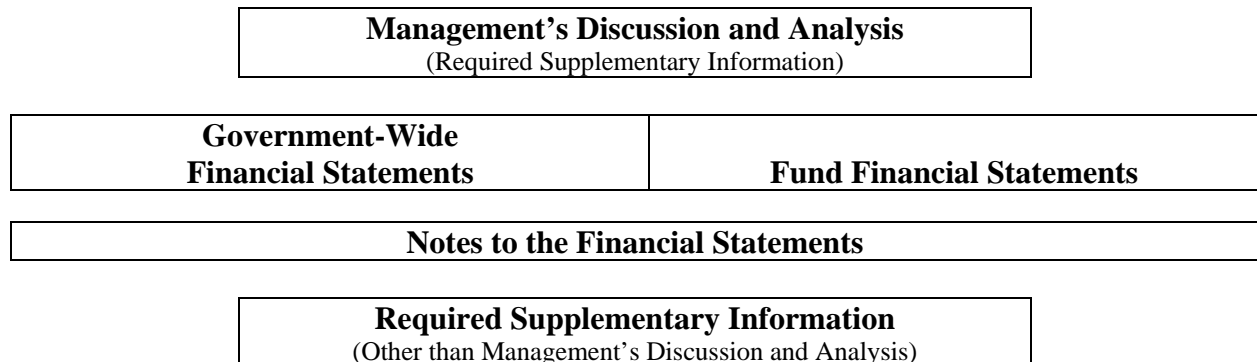 Management’s Discussion and Analysis
(Required Supplementary Information)
Government-Wide
Financial Statements
Fund Financial Statements
Notes to the Financial Statements
Required Supplementary Information
(Other than Management’s Discussion and Analysis)